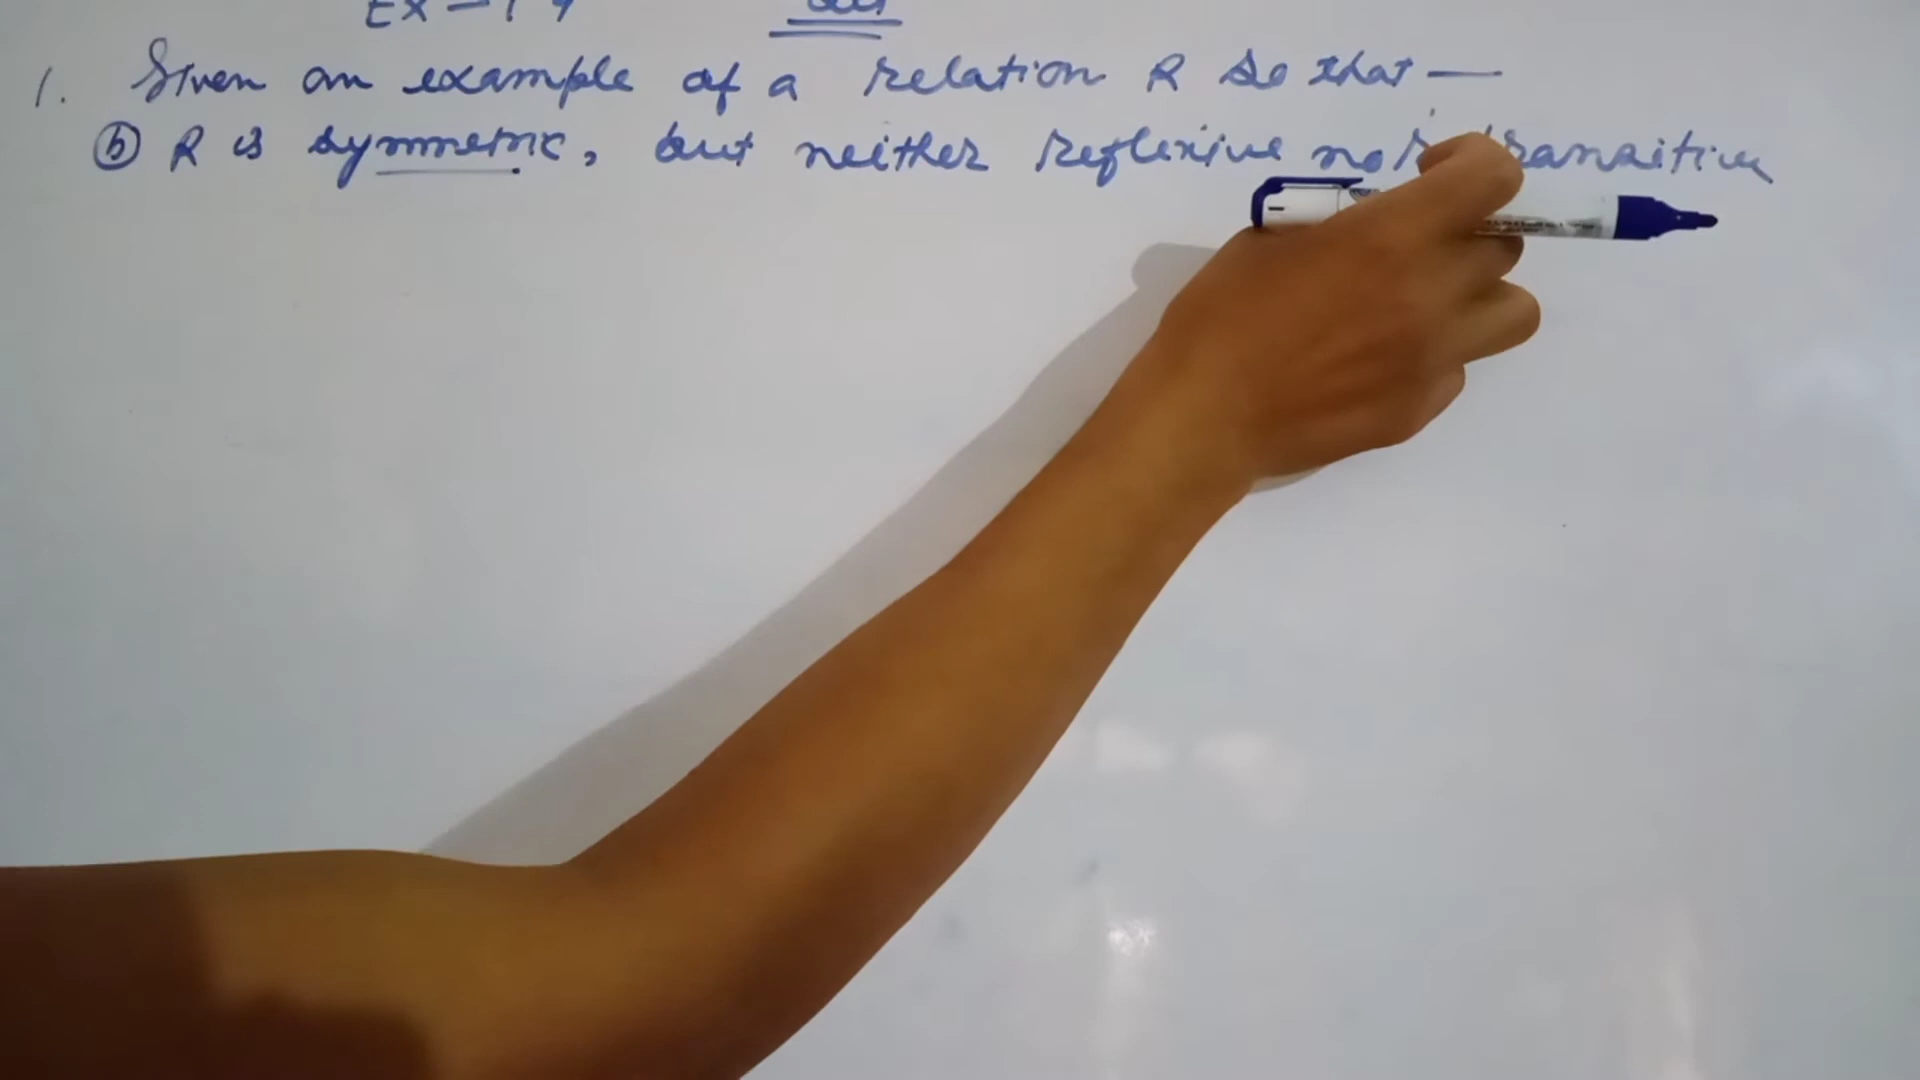 1. Given an example of a relation R so that —
ⓑ R is symmetric, but neither reflexive nor transitive